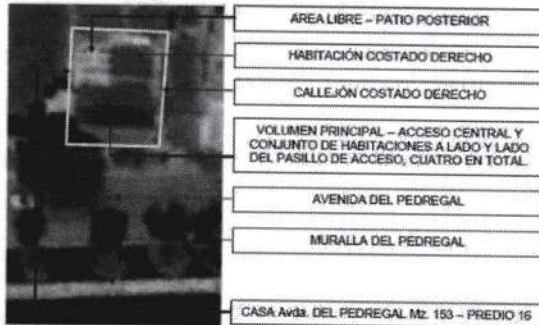 AREA LIBRE – PATIO POSTERIOR
HABITACIÓN COSTADO DERECHO
CALLEJÓN COSTADO DERECHO
VOLUMEN PRINCIPAL – ACCESO CENTRAL Y
CONJUNTO DE HABITACIONES A LADO Y LADO
DEL PASILLO DE ACCESO, CUATRO EN TOTAL.
AVENIDA DEL PEDREGAL
MURALLA DEL PEDREGAL
CASA Avda. DEL PEDREGAL Mz. 153 – PREDIO 16